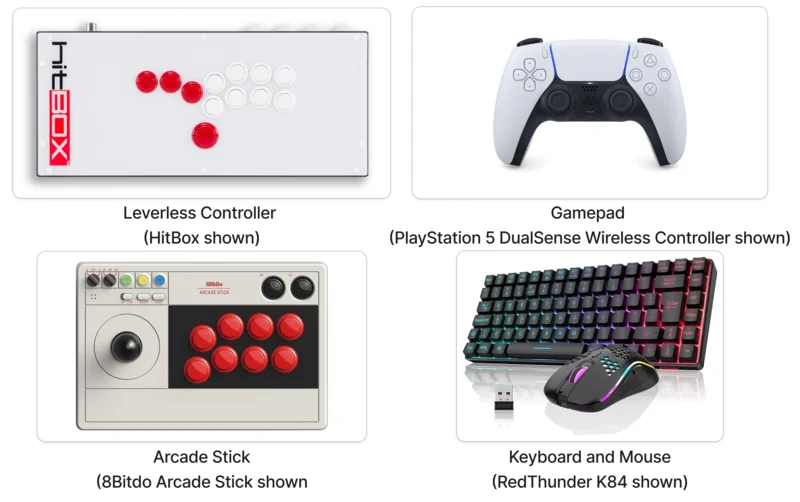 hitBOX
Leverless Controller
(HitBox shown)
Gamepad
(PlayStation 5 DualSense Wireless Controller shown)
8BitDo
ARCADE STICK
Arcade Stick
(8Bitdo Arcade Stick shown
Keyboard and Mouse
(RedThunder K84 shown)